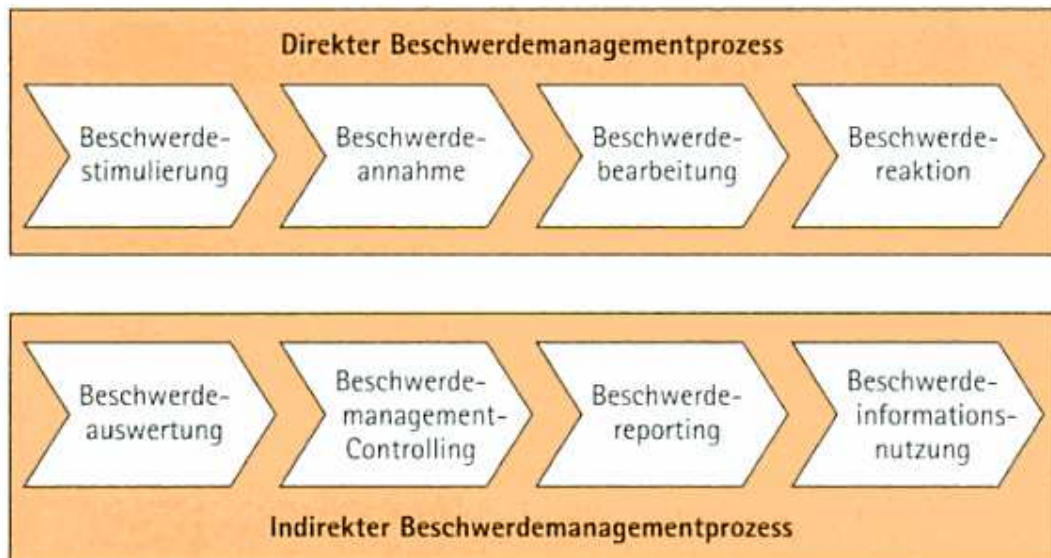 Direkter Beschwerdemanagementprozess
Beschwerde-
stimulierung
Beschwerde-
annahme
Beschwerde-
bearbeitung
Beschwerde-
reaktion
Beschwerde-
auswertung
Beschwerde-
management-
Controlling
Beschwerde-
reporting
Beschwerde-
informations-
nutzung
Indirekter Beschwerdemanagementprozess